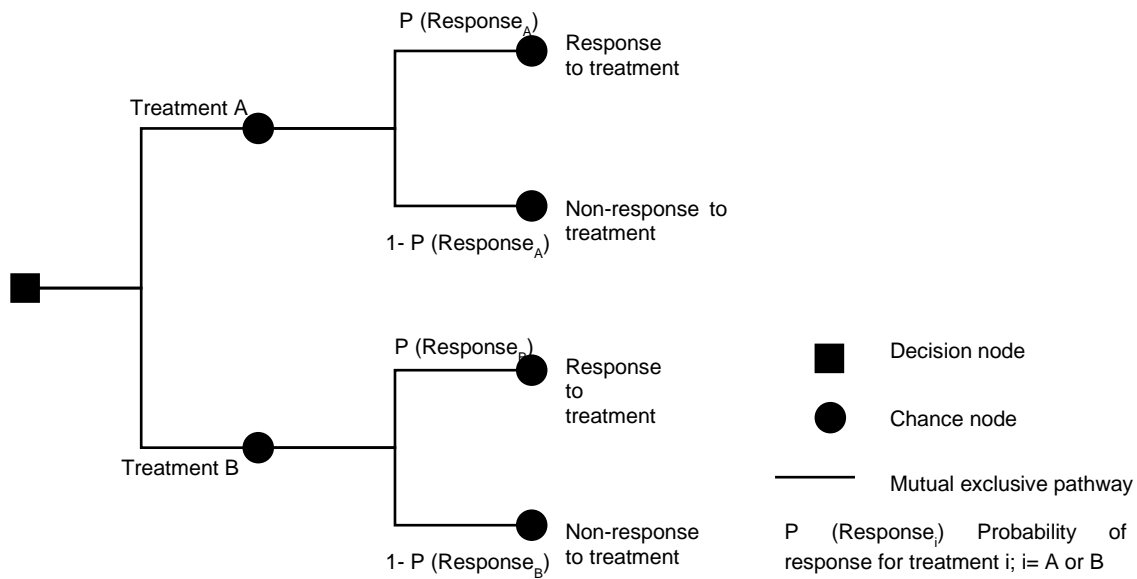 P (Response_A)
Response
to treatment
Treatment A
Non-response to
treatment
1- P (Response_A)
P (Response_B)
Response
to
treatment
Treatment B
Non-response
to treatment
1- P (Response_B)
Decision node
Chance node
Mutual exclusive pathway
P (Response_i) Probability of
response for treatment i; i= A or B